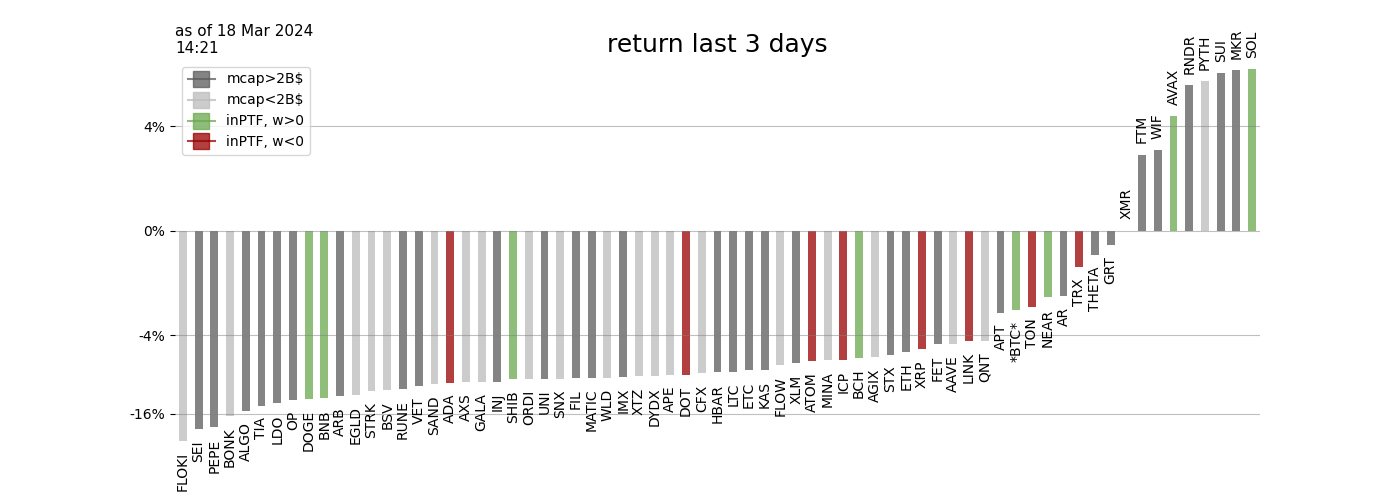 as of 18 Mar 2024
14:21
return last 3 days
mcap>2B$
mcap<2B$
inPTF, w>0
inPTF, w<0
4%
0%
-4%
-16%
FLOKI
SEI
PEPE
BONK
ALGO
TIA
LDO
OP
DOGE
BNB
ARB
EGLD
STRK
BSV
RUNE
VET
SAND
ADA
AXS
GALA
INJ
SHIB
ORDI
UNI
SNX
FIL
MATIC
WLD
IMX
XTZ
DYDX
APE
DOT
CFX
HBAR
LTC
ETC
KAS
FLOW
XLM
ATOM
MINA
ICP
BCH
AGIX
STX
ETH
XRP
FET
AAVE
LINK
QNT
APT
*BTC*
TON
NEAR
AR
TRX
THETA
GRT
XMR
FTM
WIF
AVAX
RNDR
PYTH
SUI
MKR
SOL